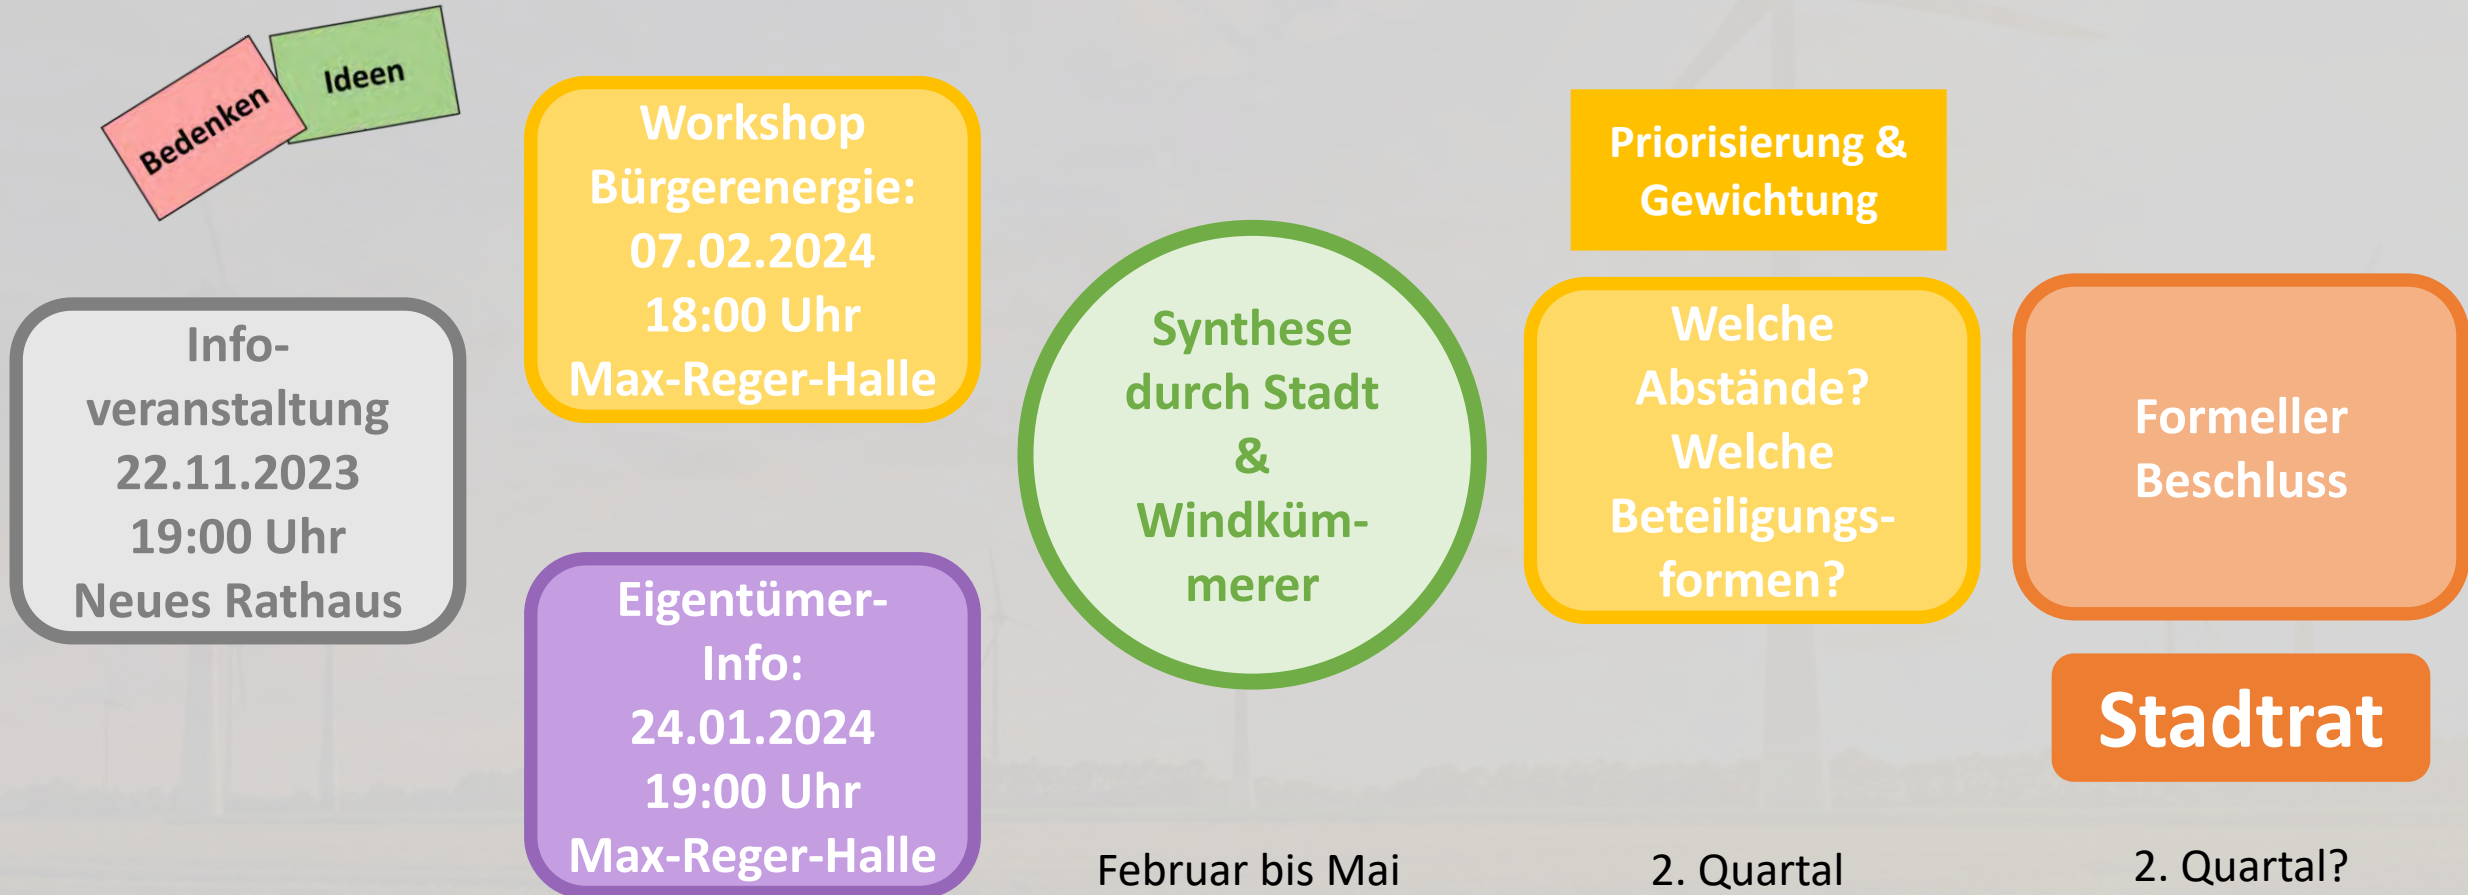 Bedenken
Ideen
Info-
veranstaltung
22.11.2023
19:00 Uhr
Neues Rathaus
Workshop
Bürgerenergie:
07.02.2024
18:00 Uhr
Max-Reger-Halle
Eigentümer-
Info:
24.01.2024
19:00 Uhr
Max-Reger-Halle
Synthese
durch Stadt
&
Windküm-
merer
Februar bis Mai
Priorisierung &
Gewichtung
Welche
Abstände?
Welche
Beteiligungs-
formen?
2. Quartal
Formeller
Beschluss
Stadtrat
2. Quartal?